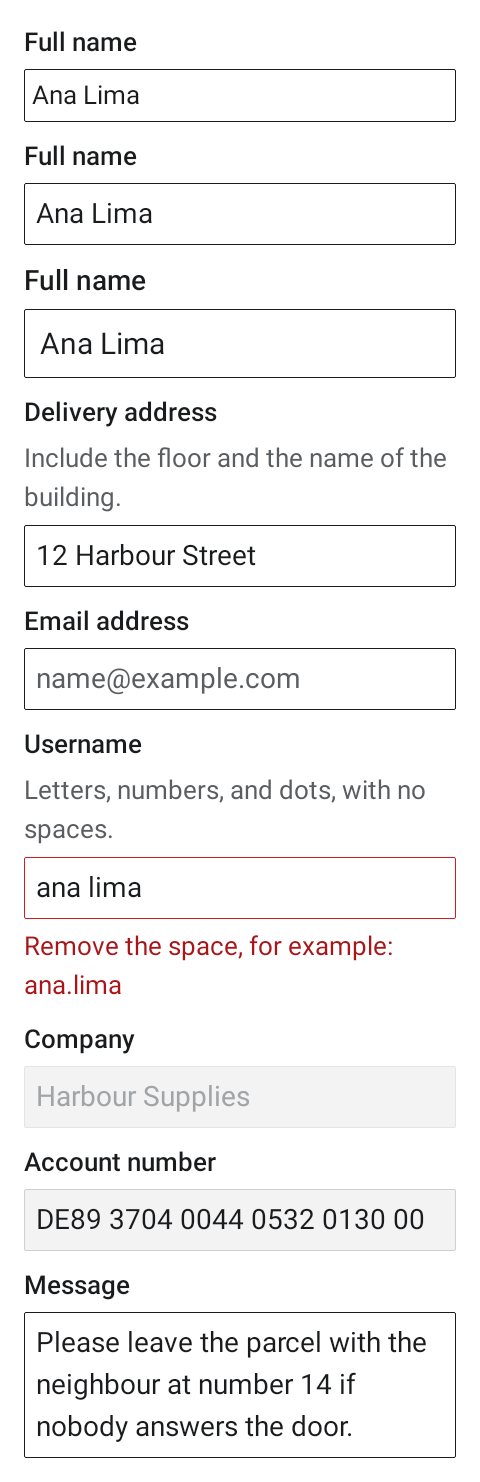 Full name
Ana Lima
Full name
Ana Lima
Full name
Ana Lima
Delivery address
Include the floor and the name of the
building.
12 Harbour Street
Email address
name@example.com
Username
Letters, numbers, and dots, with no
spaces.
ana lima
Remove the space, for example:
ana.lima
Company
Harbour Supplies
Account number
DE89 3704 0044 0532 0130 00
Message
Please leave the parcel with the
neighbour at number 14 if
nobody answers the door.